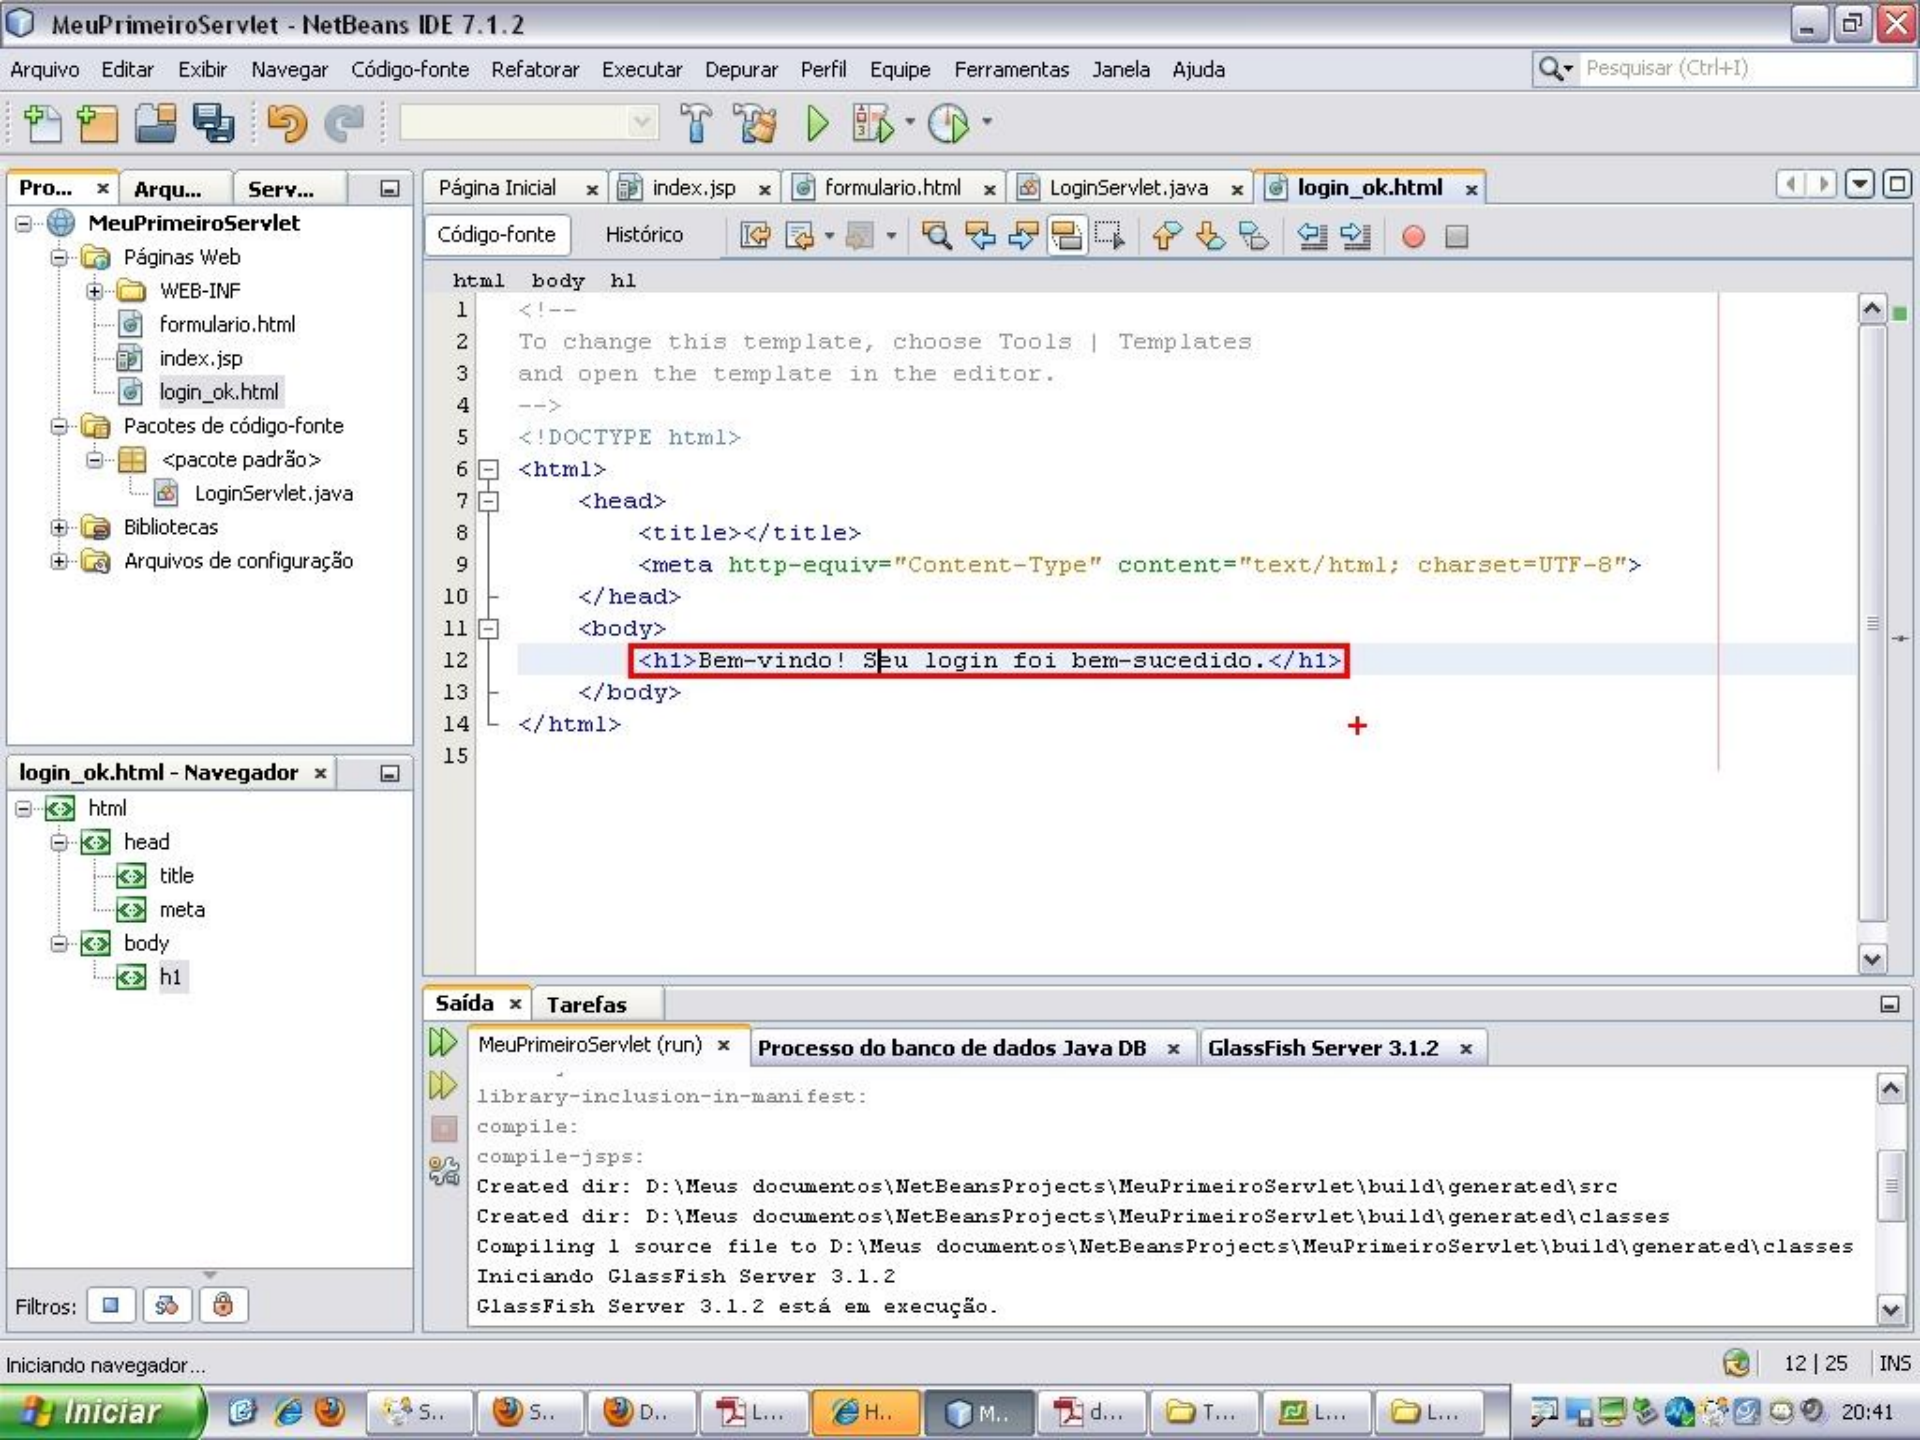 MeuPrimeiroServlet - NetBeans IDE 7.1.2
Arquivo Editar Exibir Navegar Código-fonte Refatorar Executar Depurar Perfil Equipe Ferramentas Janela Ajuda
Pesquisar (Ctrl+I)
Pro... Arqu... Serv...
MeuPrimeiroServlet
Páginas Web
WEB-INF
formulario.html
index.jsp
login_ok.html
Pacotes de código-fonte
<pacote padrão>
LoginServlet.java
Bibliotecas
Arquivos de configuração
login_ok.html - Navegador
html
head
title
meta
body
h1
Filtros:
Página Inicial index.jsp formulario.html LoginServlet.java login_ok.html
Código-fonte Histórico
html body h1
1 <!--
2 To change this template, choose Tools | Templates
3 and open the template in the editor.
4 -->
5 <!DOCTYPE html>
6 <html>
7 <head>
8 <title></title>
9 <meta http-equiv="Content-Type" content="text/html; charset=UTF-8">
10 </head>
11 <body>
12 <h1>Bem-vindo! Seu login foi bem-sucedido.</h1>
13 </body>
14 </html>
15
Saída Tarefas
MeuPrimeiroServlet (run) Processo do banco de dados Java DB GlassFish Server 3.1.2
library-inclusion-in-manifest:
compile:
compile-jsps:
Created dir: D:\Meus documentos\NetBeansProjects\MeuPrimeiroServlet\build\generated\src
Created dir: D:\Meus documentos\NetBeansProjects\MeuPrimeiroServlet\build\generated\classes
Compiling 1 source file to D:\Meus documentos\NetBeansProjects\MeuPrimeiroServlet\build\generated\classes
Iniciando GlassFish Server 3.1.2
GlassFish Server 3.1.2 está em execução.
Iniciando navegador...
12 | 25 INS
Iniciar S.. S.. D.. L... H.. M.. d... T... L... L... 20:41